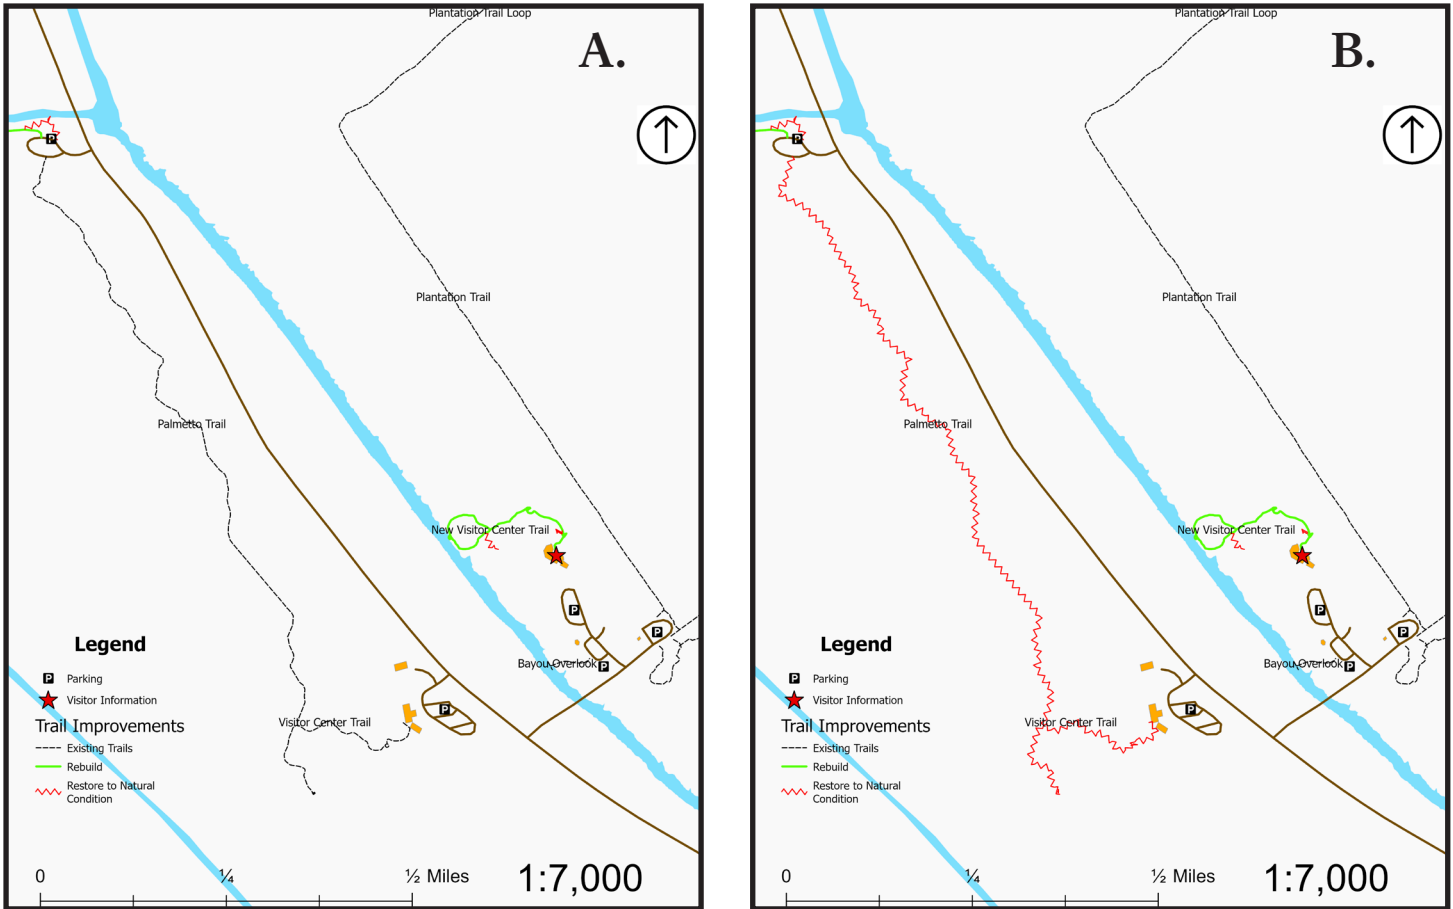 Plantation Trail Loop
A.
P
Plantation Trail
Palmetto Trail
New Visitor Center Trail
P
P
Bayou Overlook
P
Visitor Center Trail
P
Legend
P Parking
Visitor Information
Trail Improvements
Existing Trails
Rebuild
Restore to Natural
Condition
0 ¼ ½ Miles
1:7,000
Plantation Trail Loop
B.
P
Plantation Trail
Palmetto Trail
New Visitor Center Trail
P
P
Bayou Overlook
P
Visitor Center Trail
P
Legend
P Parking
Visitor Information
Trail Improvements
Existing Trails
Rebuild
Restore to Natural
Condition
0 ¼ ½ Miles
1:7,000